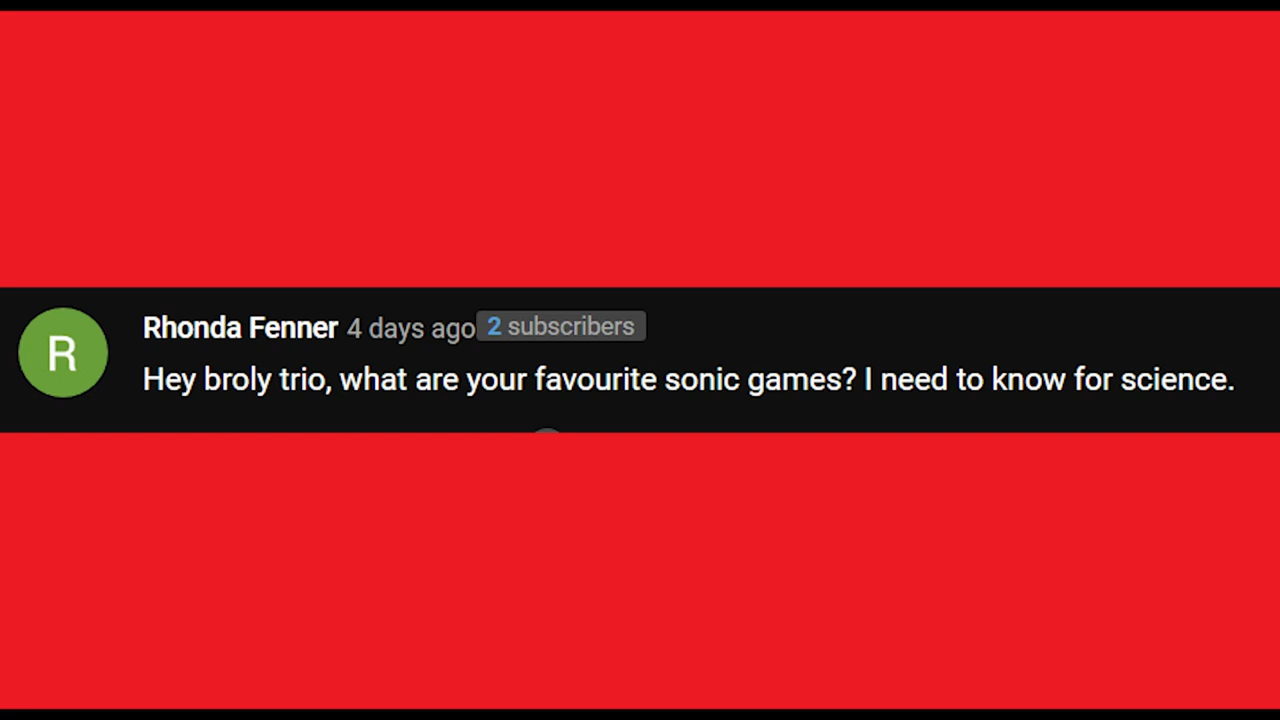 R
Rhonda Fenner 4 days ago 2 subscribers
Hey broly trio, what are your favourite sonic games? I need to know for science.